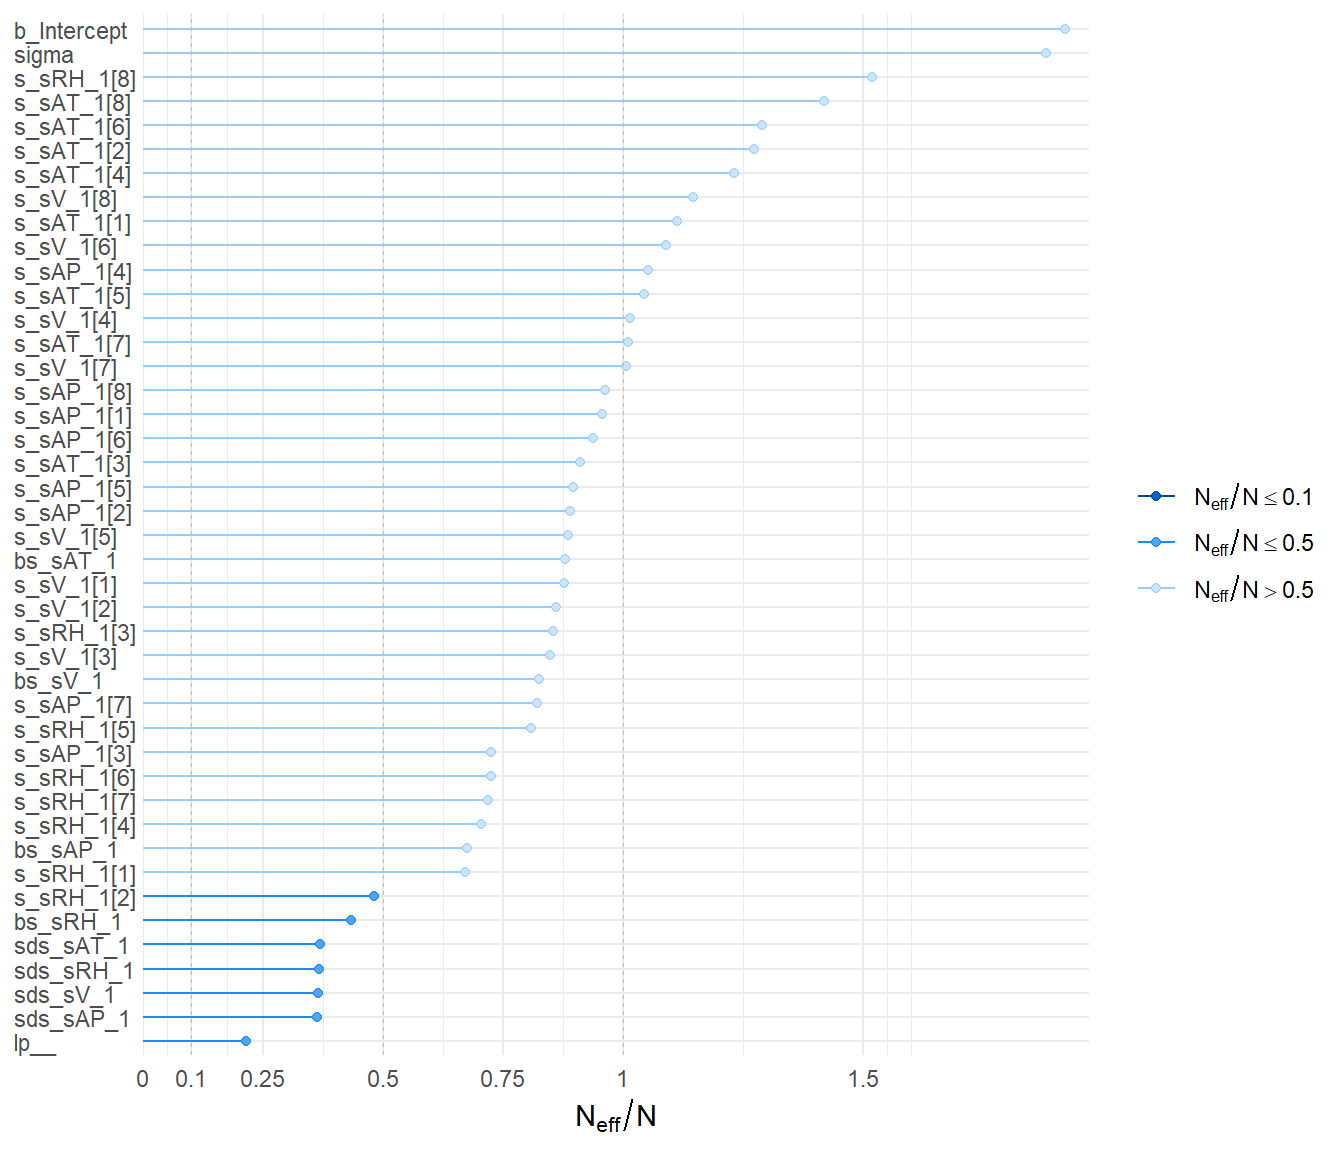 b_Intercept
sigma
s_sRH_1[8]
s_sAT_1[8]
s_sAT_1[6]
s_sAT_1[2]
s_sAT_1[4]
s_sV_1[8]
s_sAT_1[1]
s_sV_1[6]
s_sAP_1[4]
s_sAT_1[5]
s_sV_1[4]
s_sAT_1[7]
s_sV_1[7]
s_sAP_1[8]
s_sAP_1[1]
s_sAP_1[6]
s_sAT_1[3]
s_sAP_1[5]
s_sAP_1[2]
s_sV_1[5]
bs_sAT_1
s_sV_1[1]
s_sV_1[2]
s_sRH_1[3]
s_sV_1[3]
bs_sV_1
s_sAP_1[7]
s_sRH_1[5]
s_sAP_1[3]
s_sRH_1[6]
s_sRH_1[7]
s_sRH_1[4]
bs_sAP_1
s_sRH_1[1]
s_sRH_1[2]
bs_sRH_1
sds_sAT_1
sds_sRH_1
sds_sV_1
sds_sAP_1
lp__
0 0.1 0.25 0.5 0.75 1 1.5
Neff/N
Neff/N ≤ 0.1
Neff/N ≤ 0.5
Neff/N > 0.5